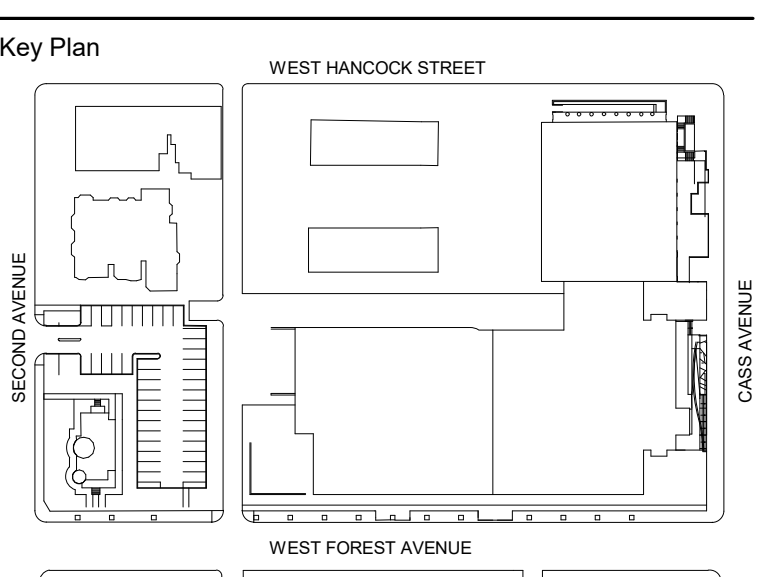 Key Plan
WEST HANCOCK STREET
SECOND AVENUE
CASS AVENUE
WEST FOREST AVENUE